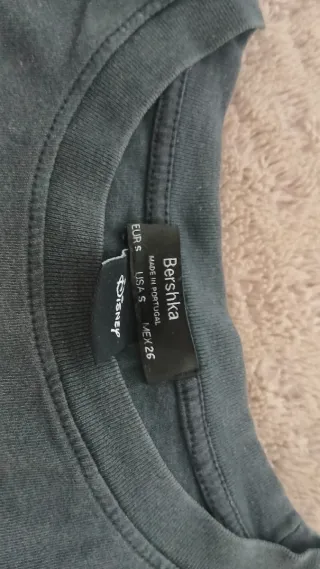 Bershka
MADE IN PORTUGAL
EUR S USA S MEX 26
Disney